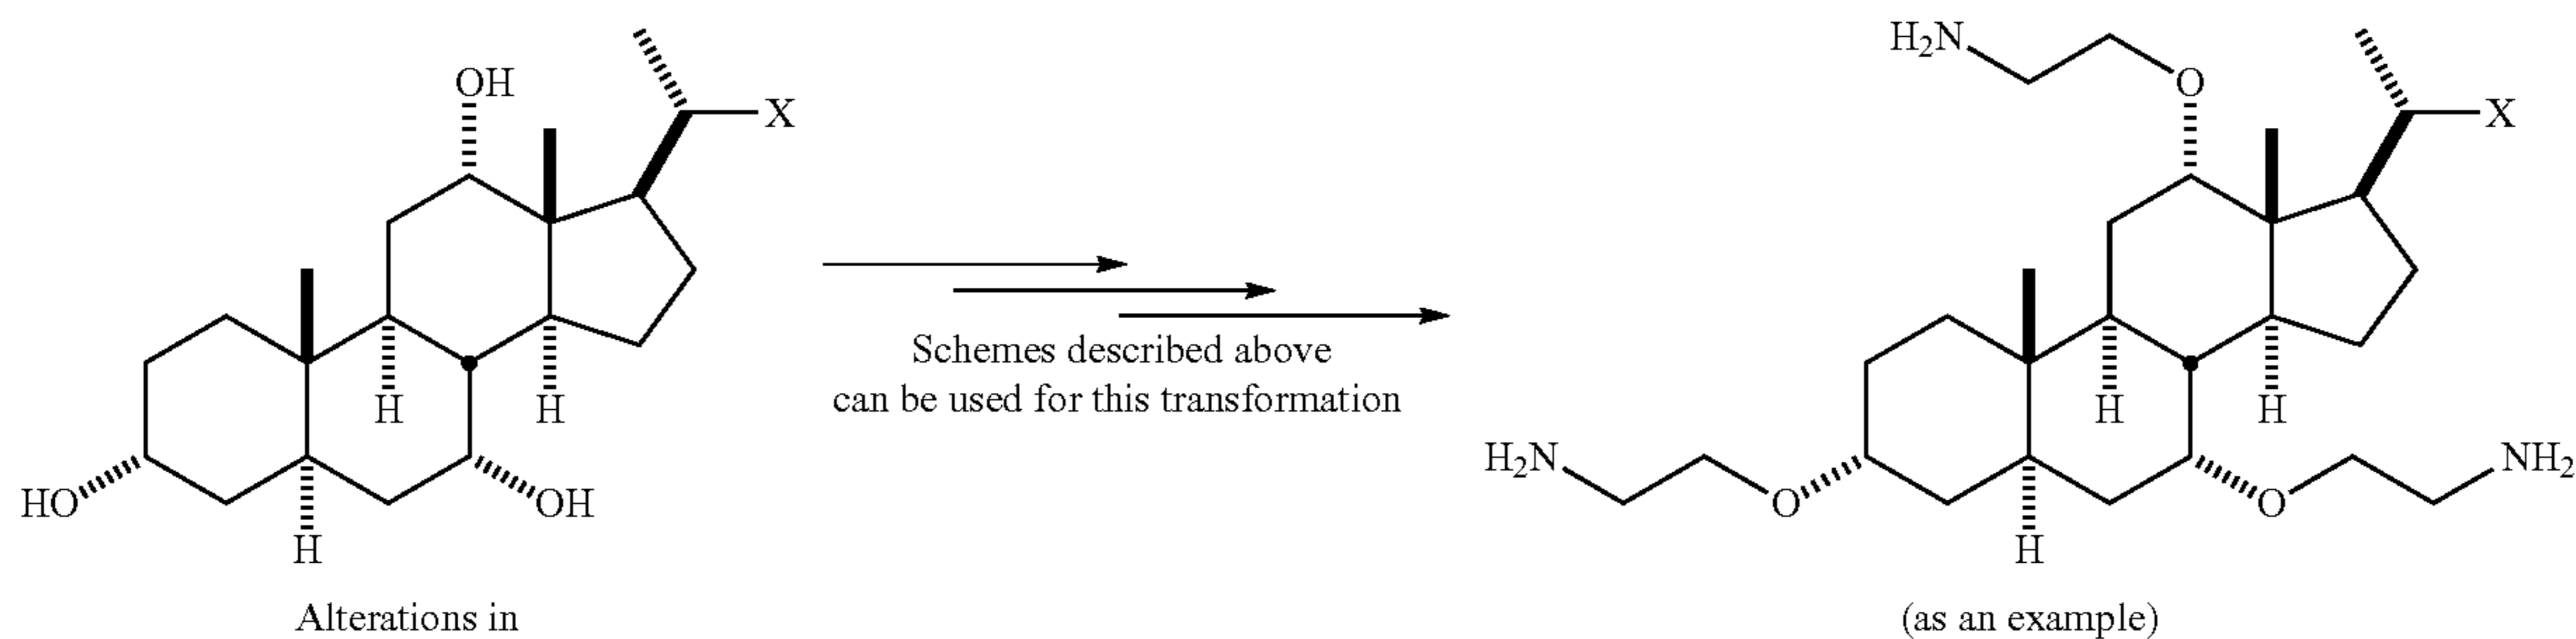 H₂N
OH
O
X
X
Schemes described above
can be used for this transformation
H
H
H
H
H₂N
NH₂
HO
OH
O
O
H
H
Alterations in
(as an example)